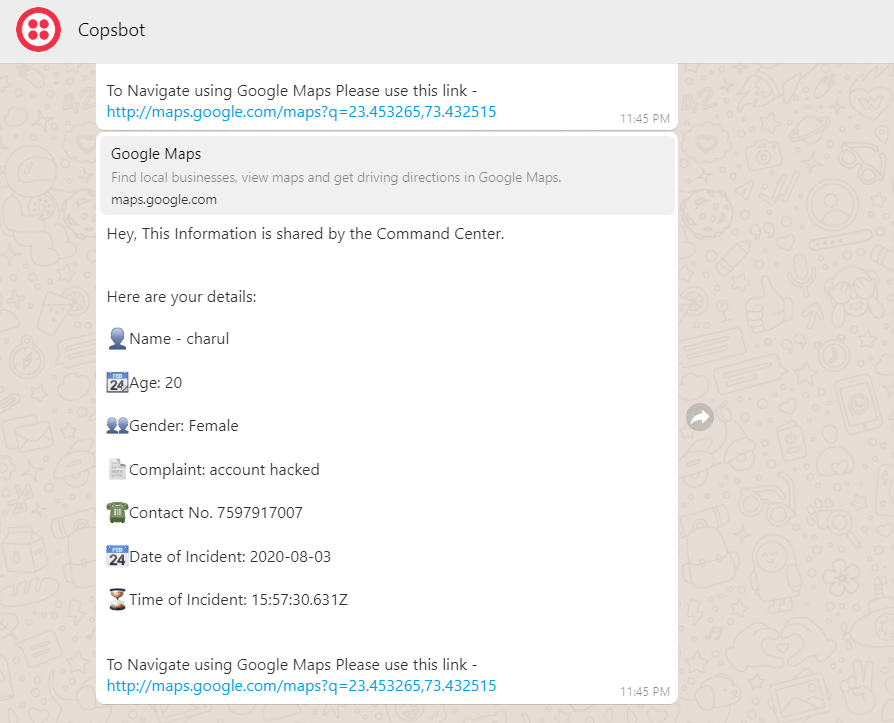 Copsbot
To Navigate using Google Maps Please use this link -
http://maps.google.com/maps?q=23.453265,73.432515
11:45 PM
Google Maps
Find local businesses, view maps and get driving directions in Google Maps.
maps.google.com
Hey, This Information is shared by the Command Center.
Here are your details:
Name - charul
Age: 20
Gender: Female
Complaint: account hacked
Contact No. 7597917007
Date of Incident: 2020-08-03
Time of Incident: 15:57:30.631Z
To Navigate using Google Maps Please use this link -
http://maps.google.com/maps?q=23.453265,73.432515
11:45 PM